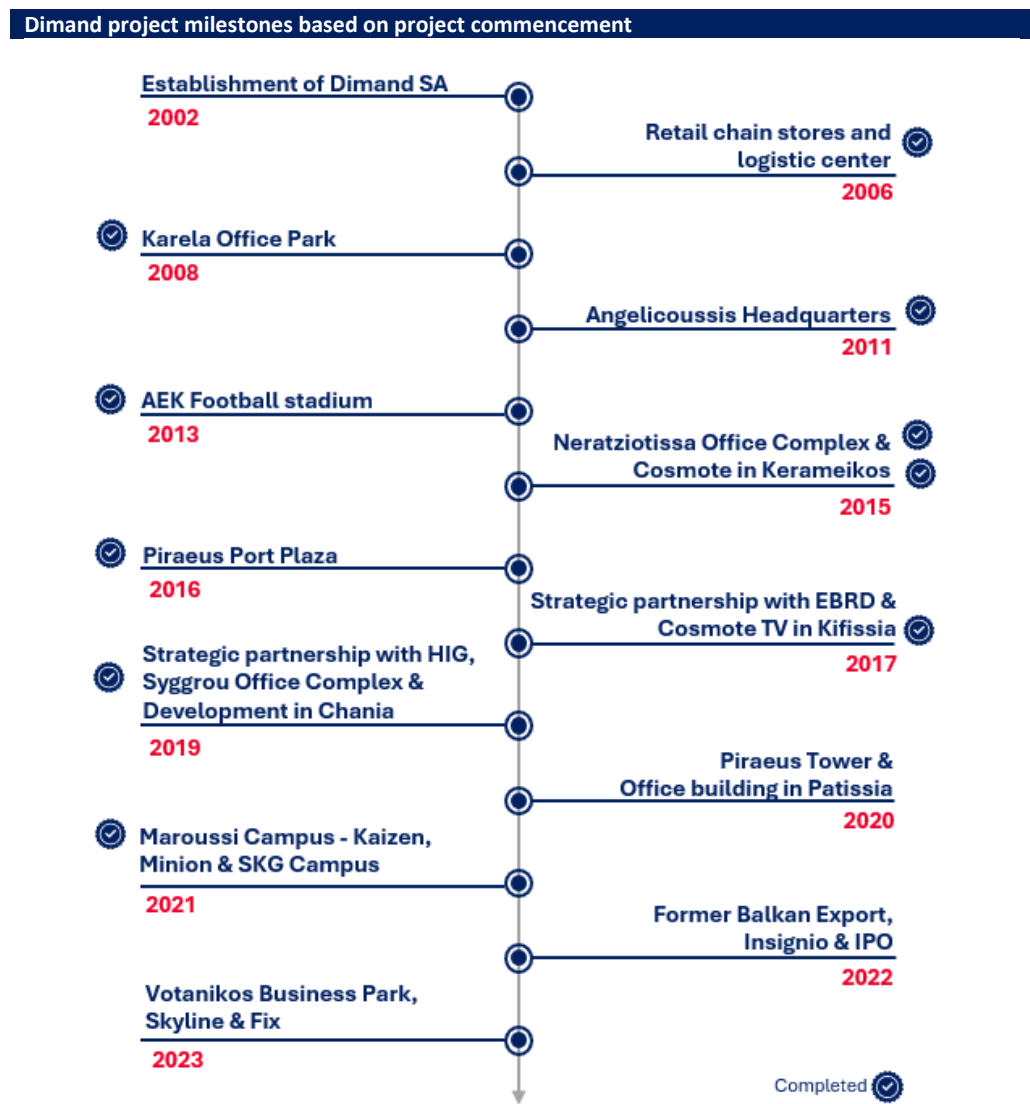 Dimand project milestones based on project commencement
Establishment of Dimand SA
2002
Retail chain stores and
logistic center
2006
Karela Office Park
2008
Angelicoussis Headquarters
2011
AEK Football stadium
2013
Neratziotissa Office Complex &
Cosmote in Kerameikos
2015
Piraeus Port Plaza
2016
Strategic partnership with EBRD &
Cosmote TV in Kifissia
2017
Strategic partnership with HIG,
Syggrou Office Complex &
Development in Chania
2019
Piraeus Tower &
Office building in Patissia
2020
Maroussi Campus - Kaizen,
Minion & SKG Campus
2021
Former Balkan Export,
Insignio & IPO
2022
Votanikos Business Park,
Skyline & Fix
2023
Completed